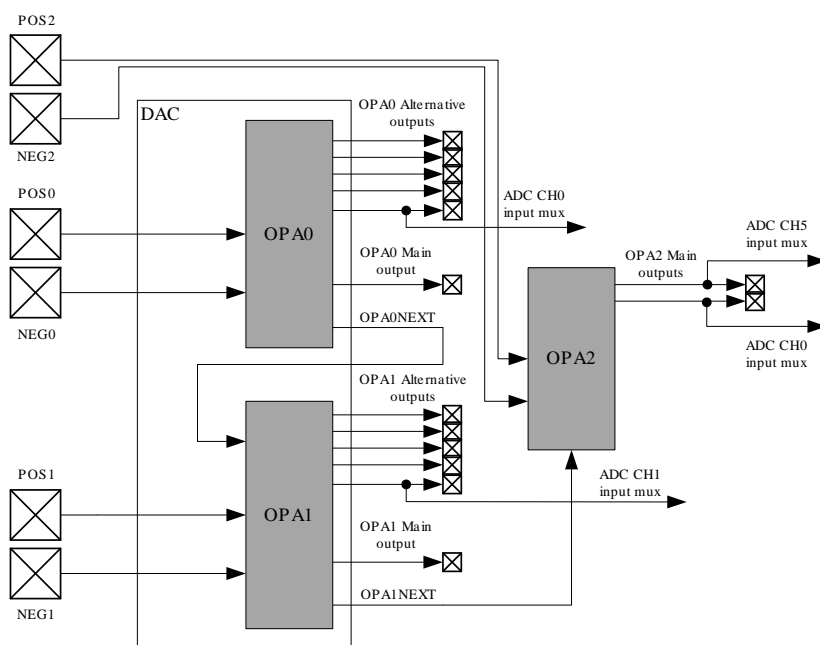 POS2
NEG2
POS0
NEG0
POS1
NEG1
DAC
OPA0
OPA0 Alternative
outputs
ADC CH0
input mux
OPA0 Main
output
OPA0NEXT
OPA1 Alternative
outputs
OPA1
ADC CH1
input mux
OPA1 Main
output
OPA1NEXT
OPA2
OPA2 Main
outputs
ADC CH5
input mux
ADC CH0
input mux